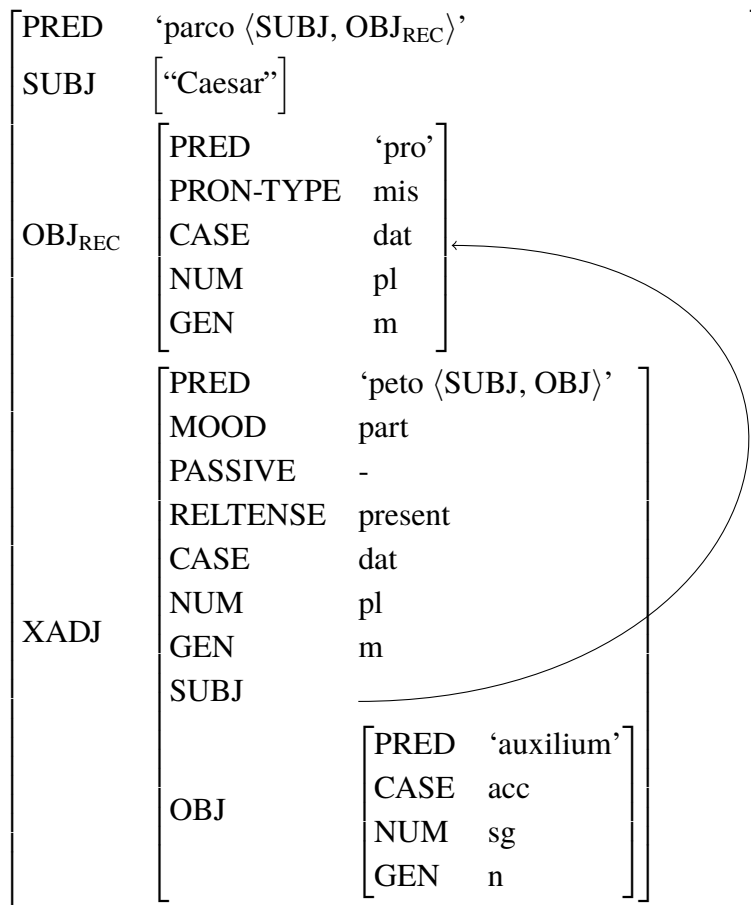 PRED ‘parco ⟨SUBJ, OBJREC⟩’
SUBJ [“Caesar”]
PRED ‘pro’
PRON-TYPE mis
OBJREC CASE dat
NUM pl
GEN m
PRED ‘peto ⟨SUBJ, OBJ⟩’
MOOD part
PASSIVE -
RELTENSE present
CASE dat
NUM pl
XADJ
GEN m
SUBJ
PRED ‘auxilium’
CASE acc
OBJ
NUM sg
GEN n